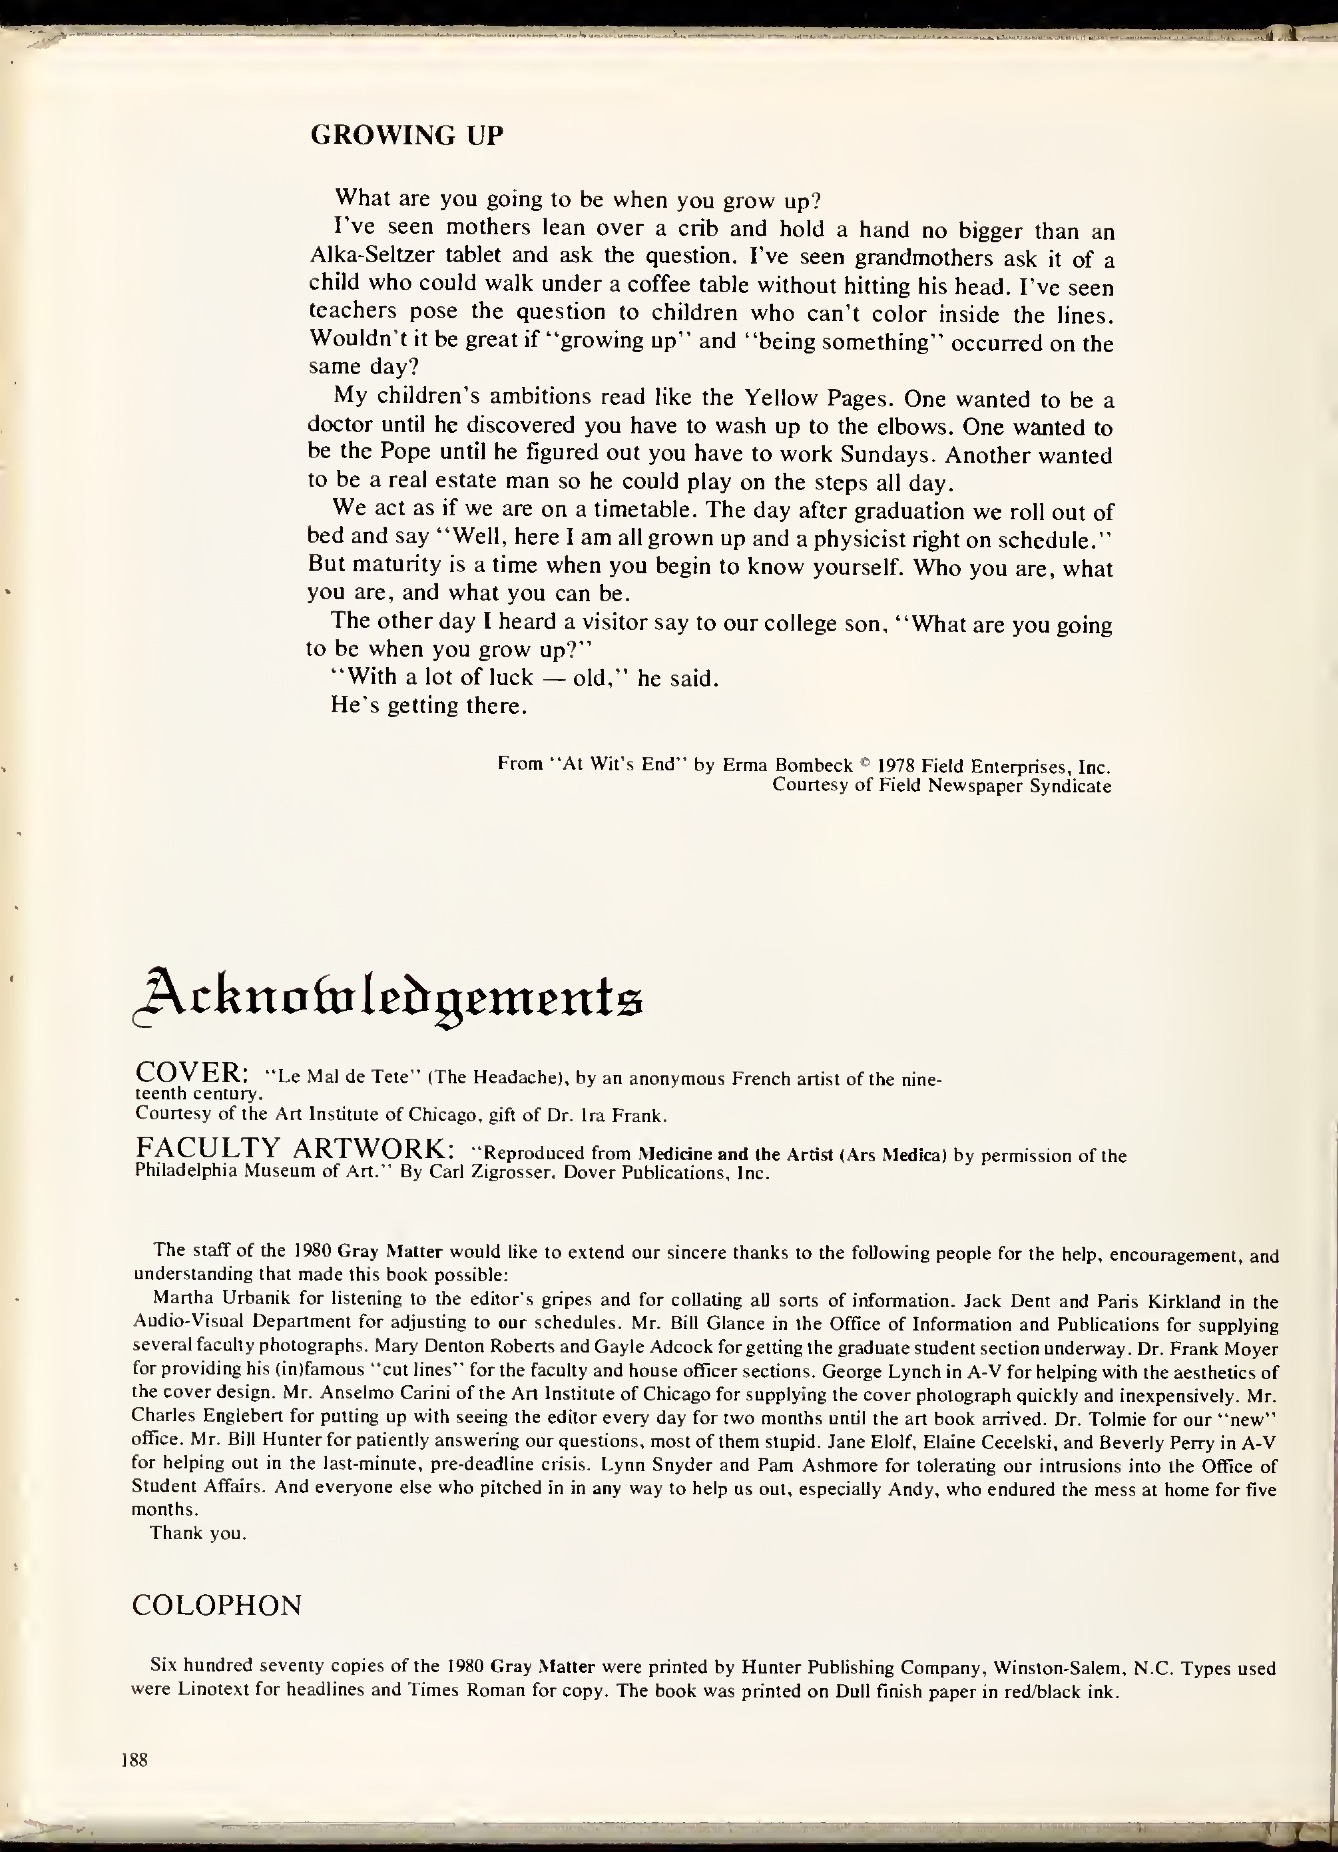 GROWING UP
What are you going to be when you grow up?
I've seen mothers lean over a crib and hold a hand no bigger than an
Alka-Seltzer tablet and ask the question. I've seen grandmothers ask it of a
child who could walk under a coffee table without hitting his head. I've seen
teachers pose the question to children who can't color inside the lines.
Wouldn't it be great if "growing up" and "being something" occurred on the
same day?
My children's ambitions read like the Yellow Pages. One wanted to be a
doctor until he discovered you have to wash up to the elbows. One wanted to
be the Pope until he figured out you have to work Sundays. Another wanted
to be a real estate man so he could play on the steps all day.
We act as if we are on a timetable. The day after graduation we roll out of
bed and say "Well, here I am all grown up and a physicist right on schedule."
But maturity is a time when you begin to know yourself. Who you are, what
you are, and what you can be.
The other day I heard a visitor say to our college son, "What are you going
to be when you grow up?"
"With a lot of luck — old," he said.
He's getting there.
From "At Wit's End" by Erma Bombeck © 1978 Field Enterprises, Inc.
Courtesy of Field Newspaper Syndicate
Acknowledgements
COVER: "Le Mal de Tete" (The Headache), by an anonymous French artist of the nine-
teenth century.
Courtesy of the Art Institute of Chicago, gift of Dr. Ira Frank.
FACULTY ARTWORK: "Reproduced from Medicine and the Artist (Ars Medica) by permission of the
Philadelphia Museum of Art." By Carl Zigrosser. Dover Publications, Inc.
The staff of the 1980 Gray Matter would like to extend our sincere thanks to the following people for the help, encouragement, and
understanding that made this book possible:
Martha Urbanik for listening to the editor's gripes and for collating all sorts of information. Jack Dent and Paris Kirkland in the
Audio-Visual Department for adjusting to our schedules. Mr. Bill Glance in the Office of Information and Publications for supplying
several faculty photographs. Mary Denton Roberts and Gayle Adcock for getting the graduate student section underway. Dr. Frank Moyer
for providing his (in)famous "cut lines" for the faculty and house officer sections. George Lynch in A-V for helping with the aesthetics of
the cover design. Mr. Anselmo Carini of the Art Institute of Chicago for supplying the cover photograph quickly and inexpensively. Mr.
Charles Englebert for putting up with seeing the editor every day for two months until the art book arrived. Dr. Tolmie for our "new"
office. Mr. Bill Hunter for patiently answering our questions, most of them stupid. Jane Elolf, Elaine Cecelski, and Beverly Perry in A-V
for helping out in the last-minute, pre-deadline crisis. Lynn Snyder and Pam Ashmore for tolerating our intrusions into the Office of
Student Affairs. And everyone else who pitched in in any way to help us out, especially Andy, who endured the mess at home for five
months.
Thank you.
COLOPHON
Six hundred seventy copies of the 1980 Gray Matter were printed by Hunter Publishing Company, Winston-Salem, N.C. Types used
were Linotext for headlines and Times Roman for copy. The book was printed on Dull finish paper in red/black ink.
188